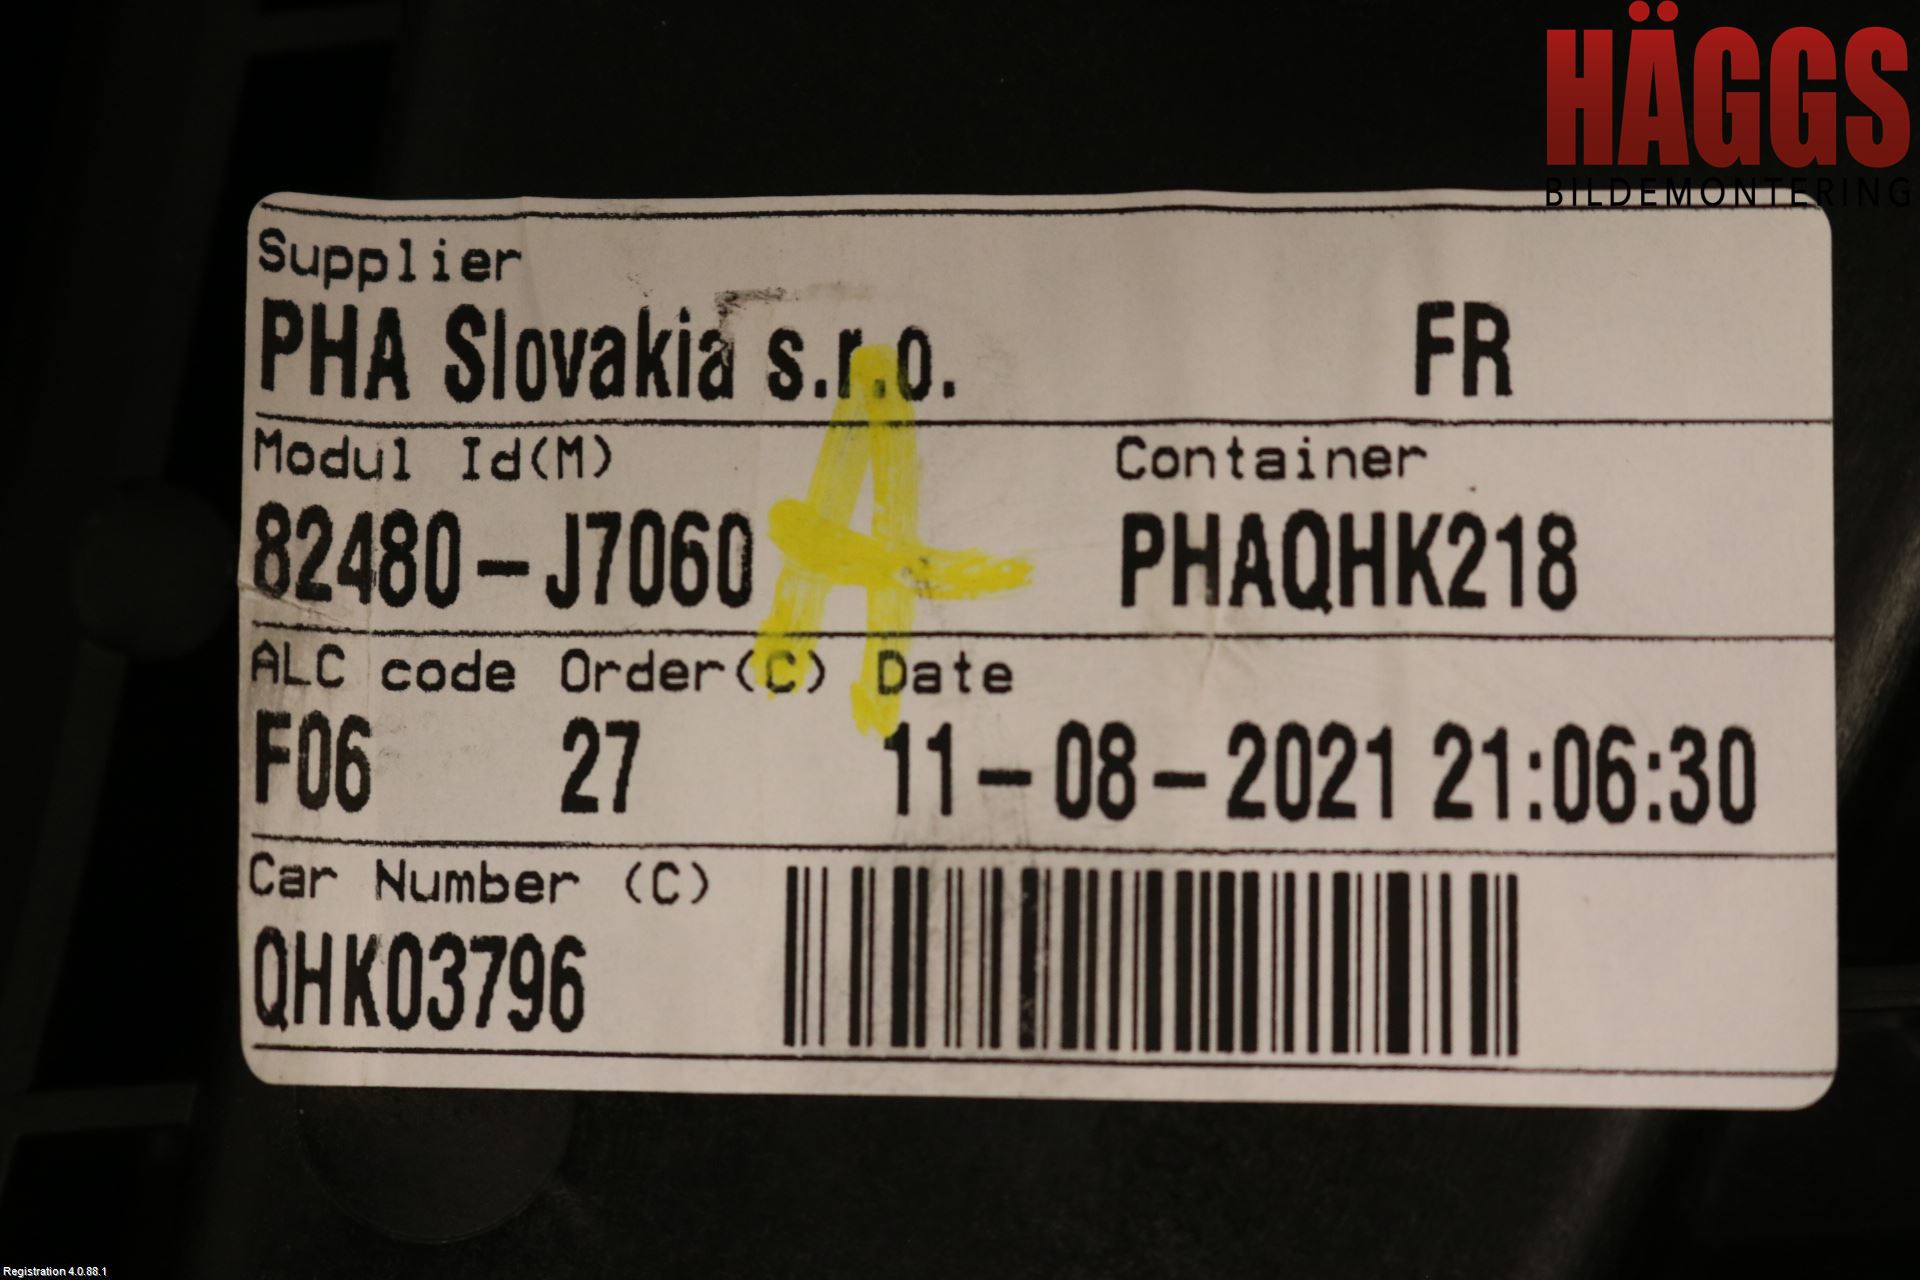 HÄGGS
BILDEMONTERING
Supplier
PHA Slovakia s.r.o. FR
Modul Id(M) Container
82480-J7060 PHAQHK218
A
ALC code Order(C) Date
F06 27 11-08-2021 21:06:30
Car Number (C)
QHK03796
Registration 4.0.88.1